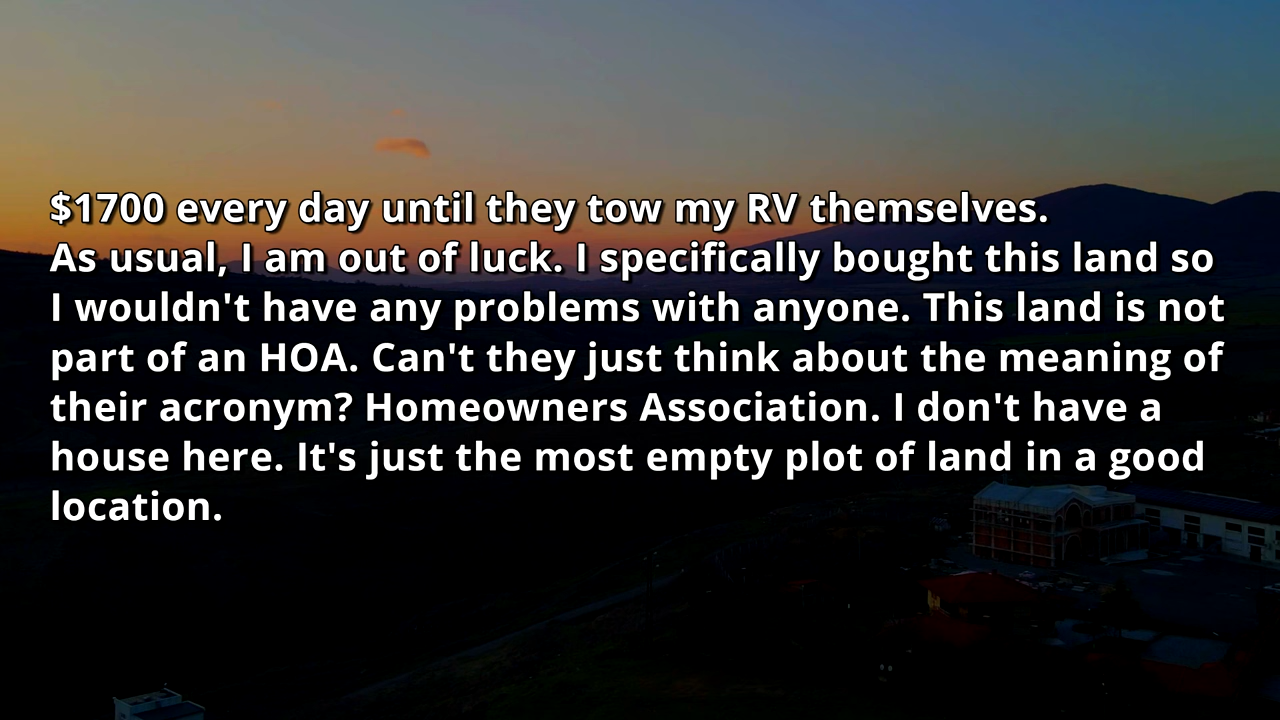 $1700 every day until they tow my RV themselves.
As usual, I am out of luck. I specifically bought this land so
I wouldn't have any problems with anyone. This land is not
part of an HOA. Can't they just think about the meaning of
their acronym? Homeowners Association. I don't have a
house here. It's just the most empty plot of land in a good
location.